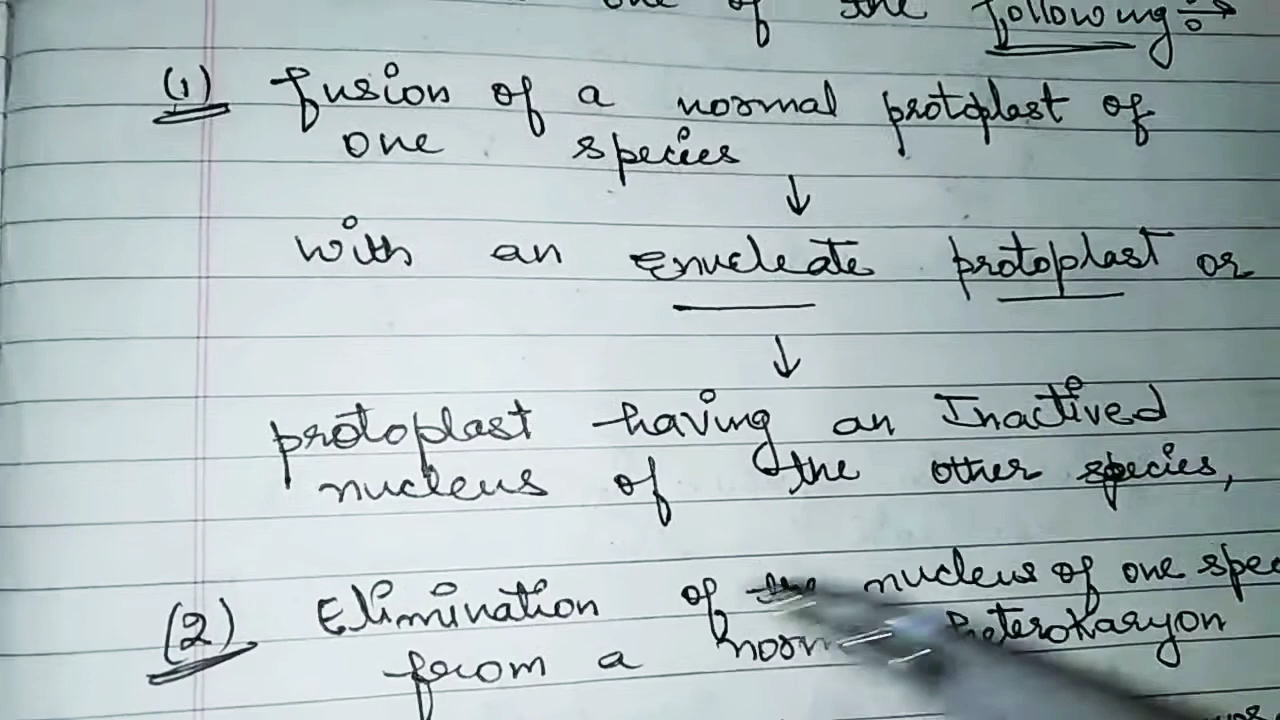 one of the following÷→
(1) fusion of a normal protoplast of
one species
↓
with an Enucleate protoplast or
↓
protoplast having an Inactived
nucleus of the other species,
(2) Elimination of the nucleus of one spec
from a heterokaryon